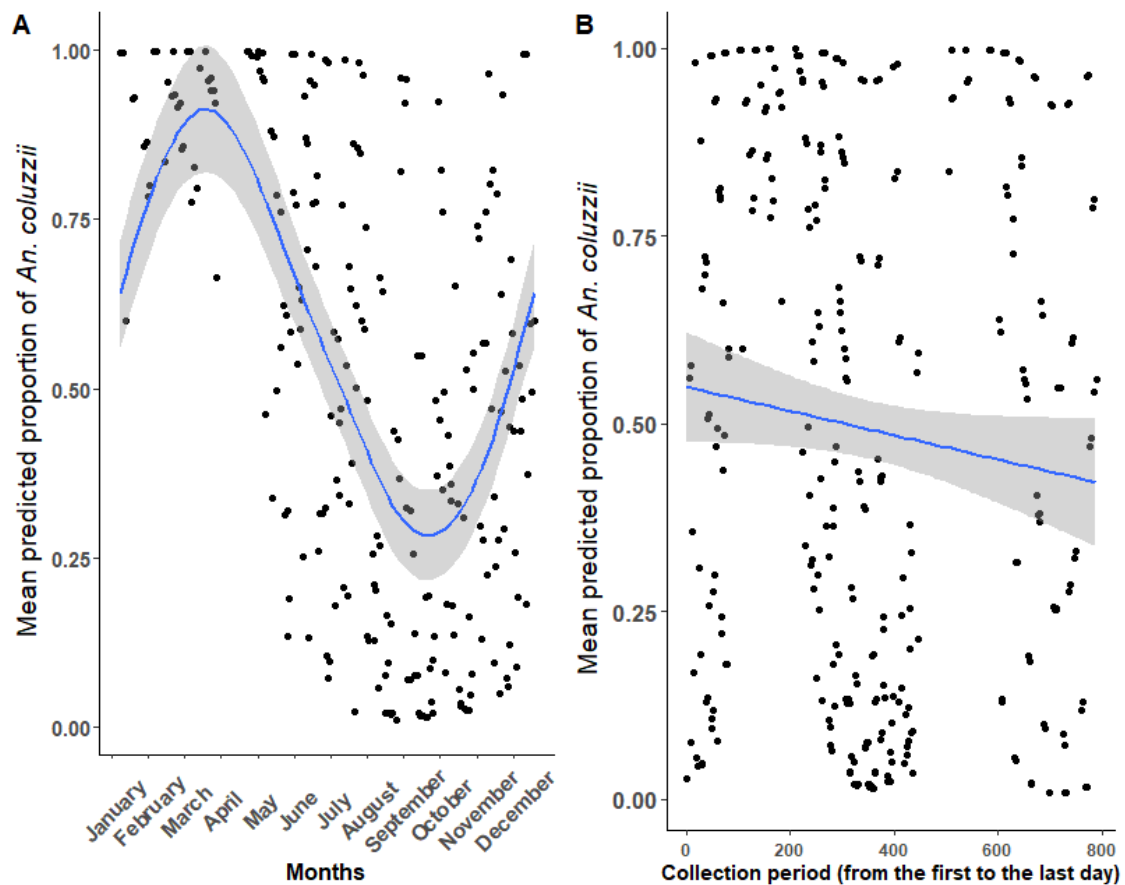 A
Mean predicted proportion of An. coluzzii
1.00
0.75
0.50
0.25
0.00
January
February
March
April
May
June
July
August
September
October
November
December
Months
B
Mean predicted proportion of An. coluzzii
1.00
0.75
0.50
0.25
0.00
0
200
400
600
800
Collection period (from the first to the last day)